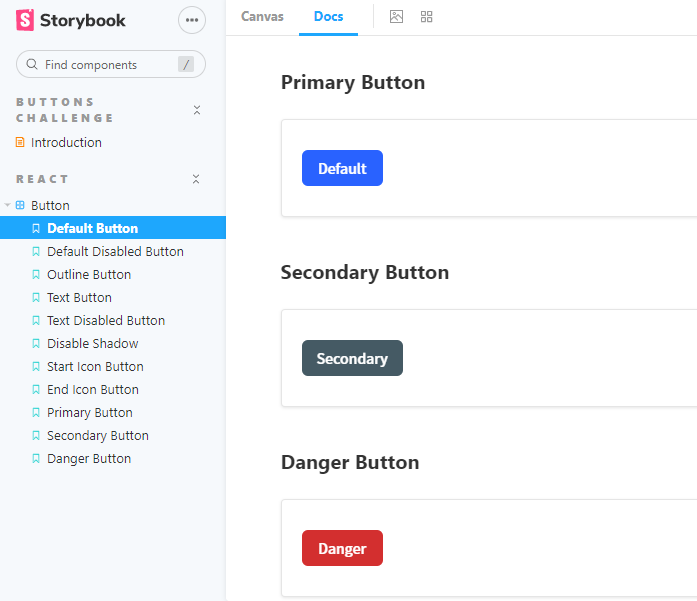 Storybook
Canvas
Docs
Find components
/
BUTTONS
CHALLENGE
Introduction
REACT
Button
Default Button
Default Disabled Button
Outline Button
Text Button
Text Disabled Button
Disable Shadow
Start Icon Button
End Icon Button
Primary Button
Secondary Button
Danger Button
Primary Button
Default
Secondary Button
Secondary
Danger Button
Danger